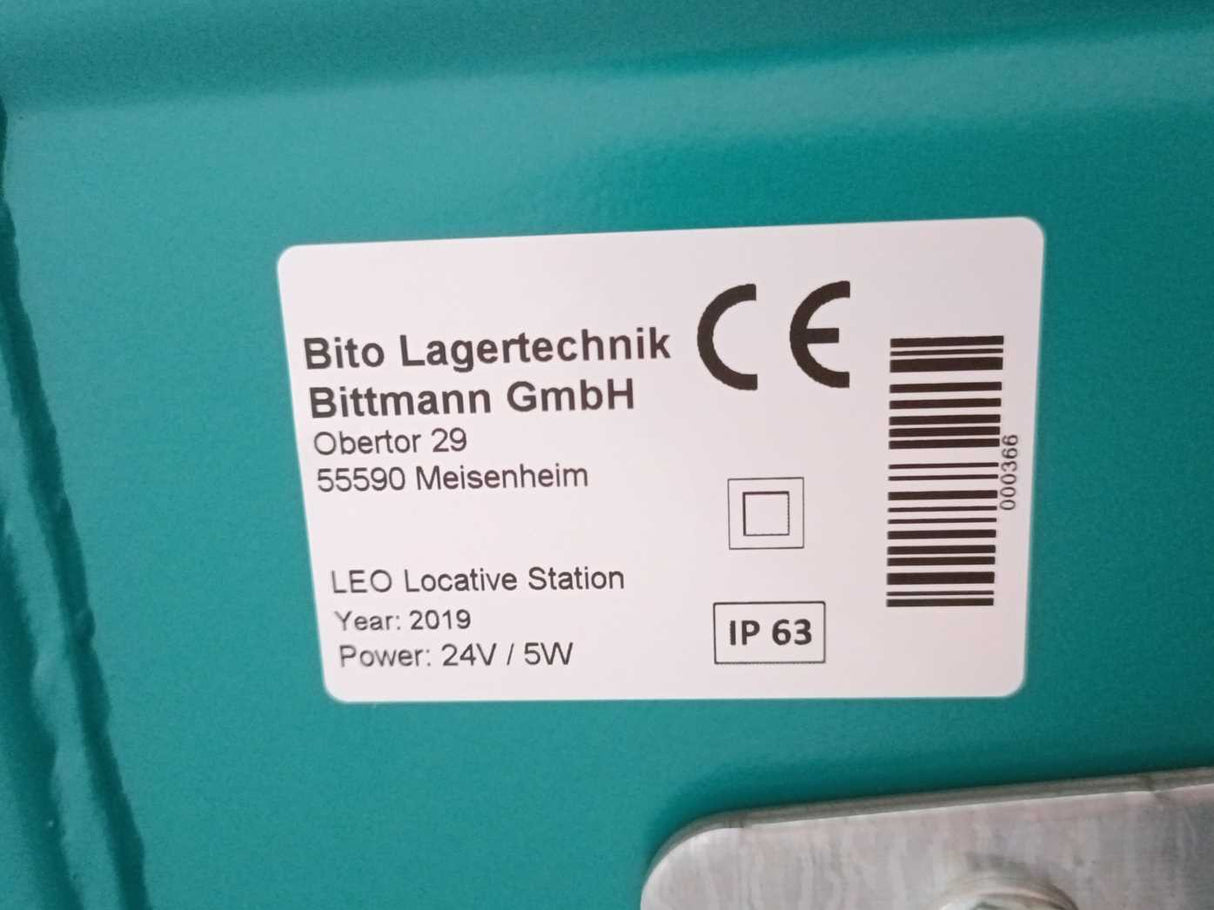 Bito Lagertechnik
Bittmann GmbH
Obertor 29
55590 Meisenheim
CE
000366
LEO Locative Station
Year: 2019
Power: 24V / 5W
IP 63